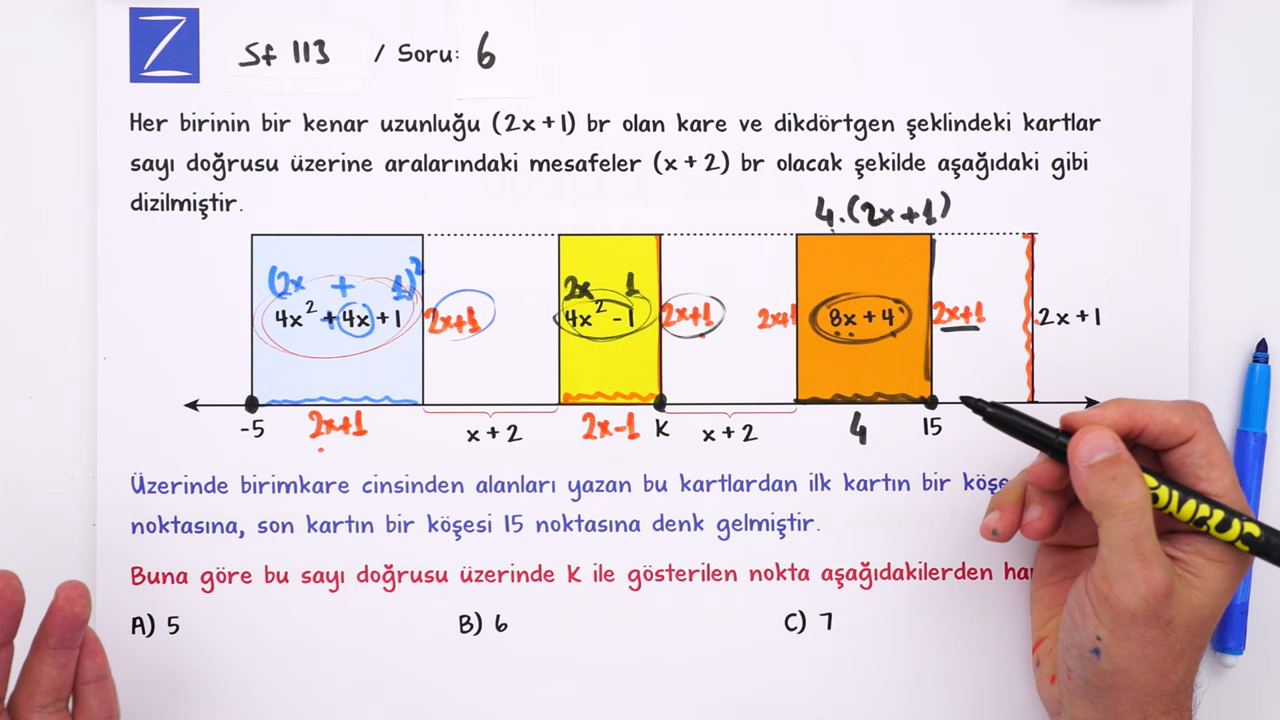 Z
Sf 113 / Soru: 6
Her birinin bir kenar uzunluğu (2x + 1) br olan kare ve dikdörtgen şeklindeki kartlar
sayı doğrusu üzerine aralarındaki mesafeler (x + 2) br olacak şekilde aşağıdaki gibi
dizilmiştir.
4.(2x+1)
(2x + 1)² 2x 1
4x² + 4x + 1 2x+1 4x² - 1 2x+1 2x+1 8x + 4 2x+1 2x + 1
-5 2x+1 x + 2 2x-1 K x + 2 4 15
Üzerinde birimkare cinsinden alanları yazan bu kartlardan ilk kartın bir
noktasına, son kartın bir köşesi 15 noktasına denk gelmiştir.
Buna göre bu sayı doğrusu üzerinde K ile gösterilen nokta aşağıdakilerden
A) 5 B) 6 C) 7